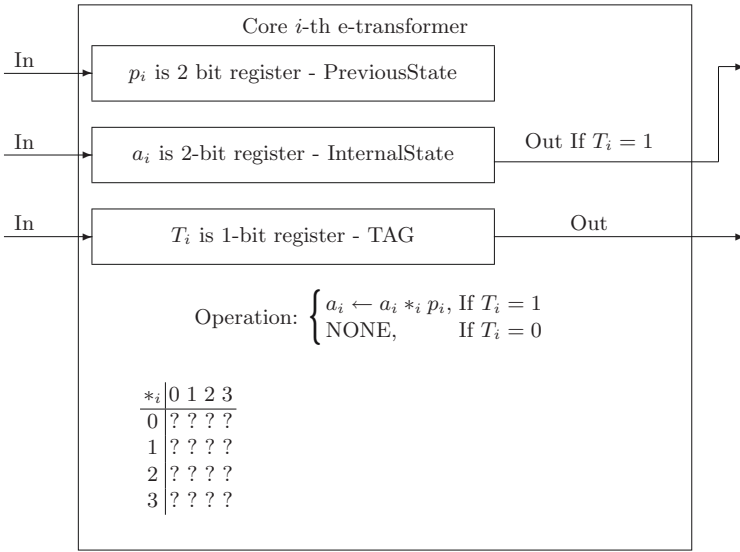 Core i-th e-transformer
In
p_i is 2 bit register - PreviousState
In
a_i is 2-bit register - InternalState
Out If T_i = 1
In
T_i is 1-bit register - TAG
Out
Operation: { a_i ← a_i *_i p_i, If T_i = 1
NONE, If T_i = 0
*_i 0 1 2 3
0 ? ? ? ?
1 ? ? ? ?
2 ? ? ? ?
3 ? ? ? ?